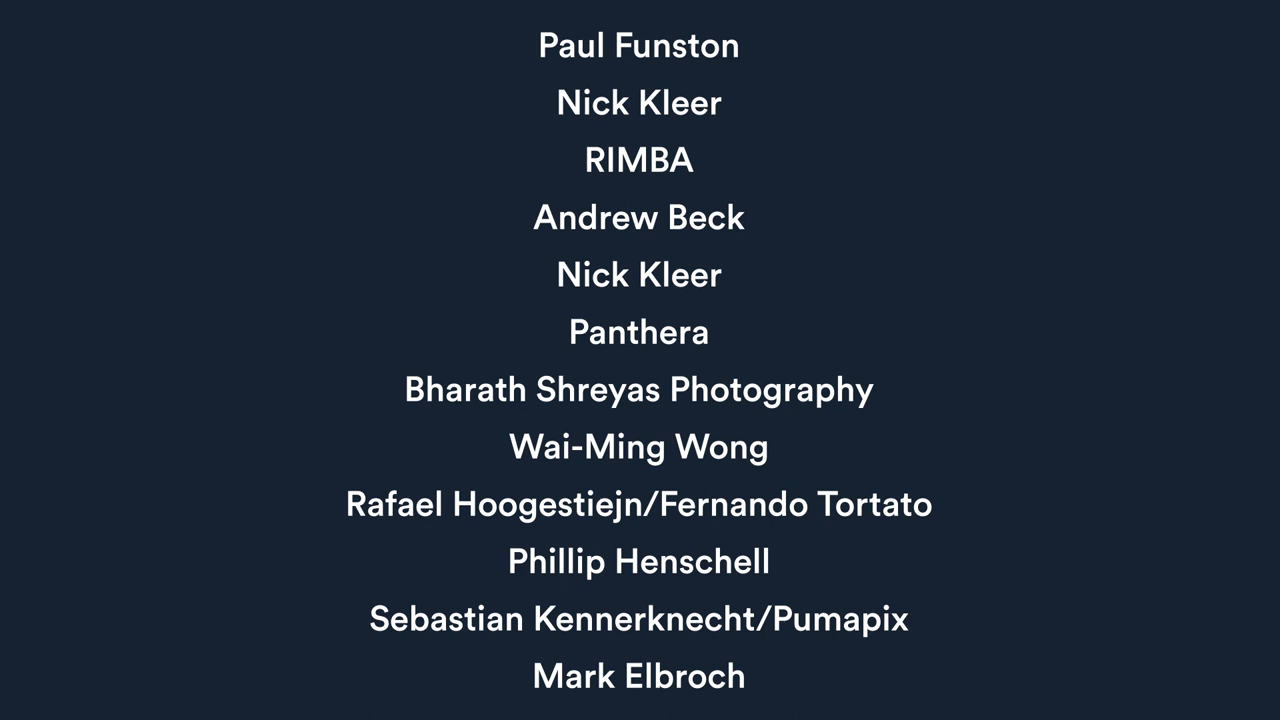 Paul Funston
Nick Kleer
RIMBA
Andrew Beck
Nick Kleer
Panthera
Bharath Shreyas Photography
Wai-Ming Wong
Rafael Hoogestiejn/Fernando Tortato
Phillip Henschell
Sebastian Kennerknecht/Pumapix
Mark Elbroch